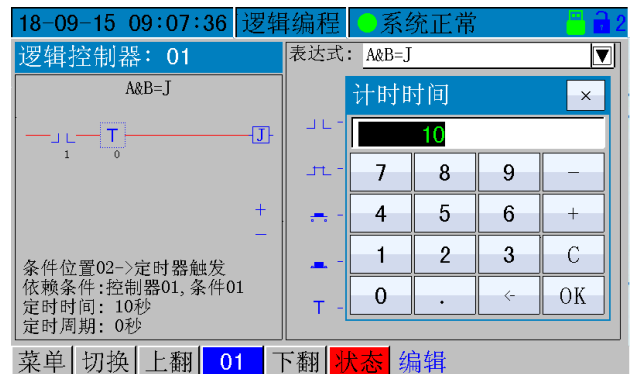 18-09-15 09:07:36 逻辑编程 系统正常 2
逻辑控制器: 01
表达式: A&B=J
A&B=J
T J
1 0
+
-
条件位置02->定时器触发
依赖条件:控制器01,条件01
定时时间: 10秒
定时周期: 0秒
T
计时时间 ×
10
7 8 9 -
4 5 6 +
1 2 3 C
0 . <- OK
菜单 切换 上翻 01 下翻 状态 编辑